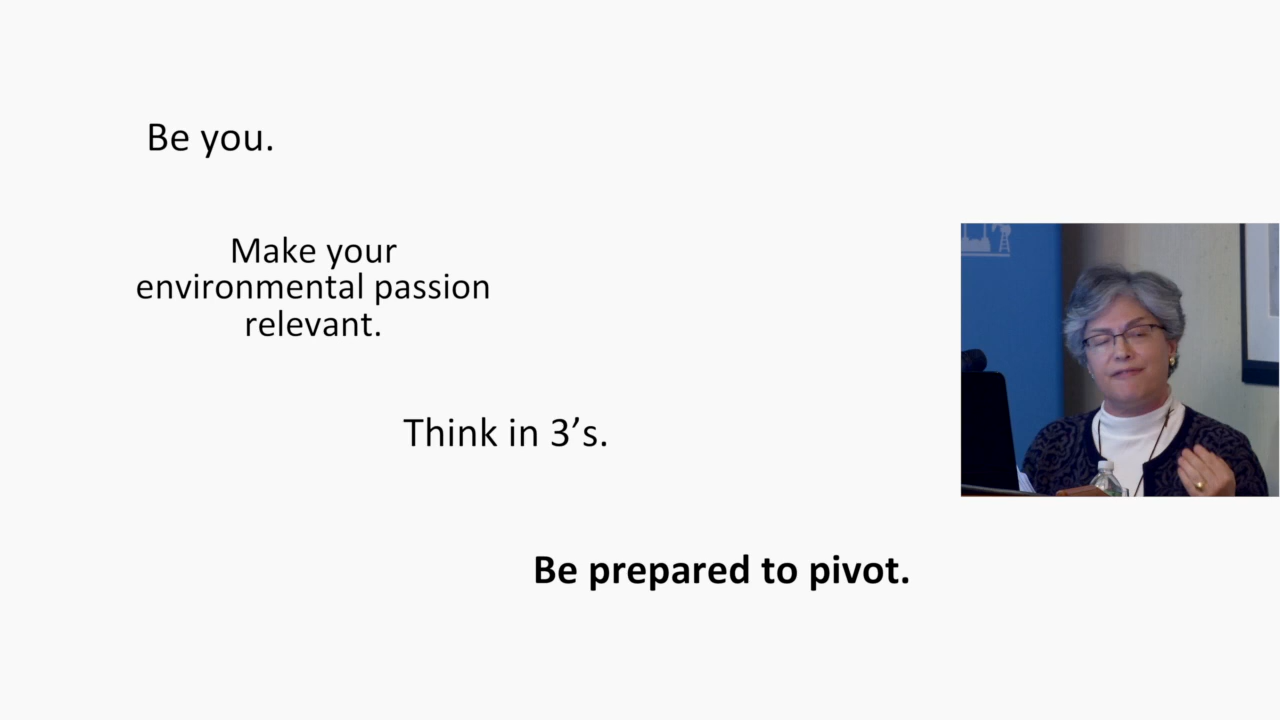 Be you.
Make your
environmental passion
relevant.
Think in 3’s.
Be prepared to pivot.